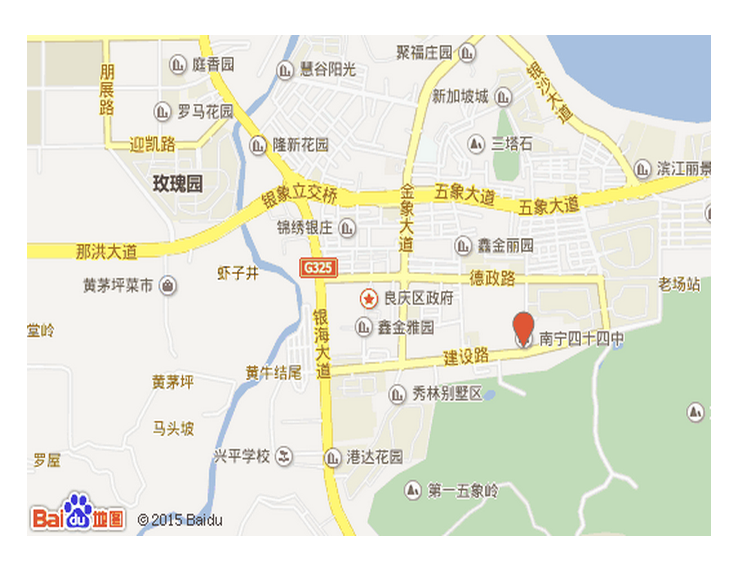 聚福庄园
朋展路
庭香园
慧谷阳光
银沙大道
新加坡城
罗马花园
迎凯路
隆新花园
三塔石
滨江丽景
玫瑰园
银象立交桥
金象大道
五象大道
五象大道
锦绣银庄
鑫金丽园
那洪大道
虾子井
G325
德政路
黄茅坪菜市
老场站
良庆区政府
银海大道
鑫金雅园
堂岭
南宁四十四中
建设路
黄牛结尾
黄茅坪
秀林别墅区
马头坡
罗屋
兴平学校
港达花园
第一五象岭
Bai du 地图
© 2015 Baidu